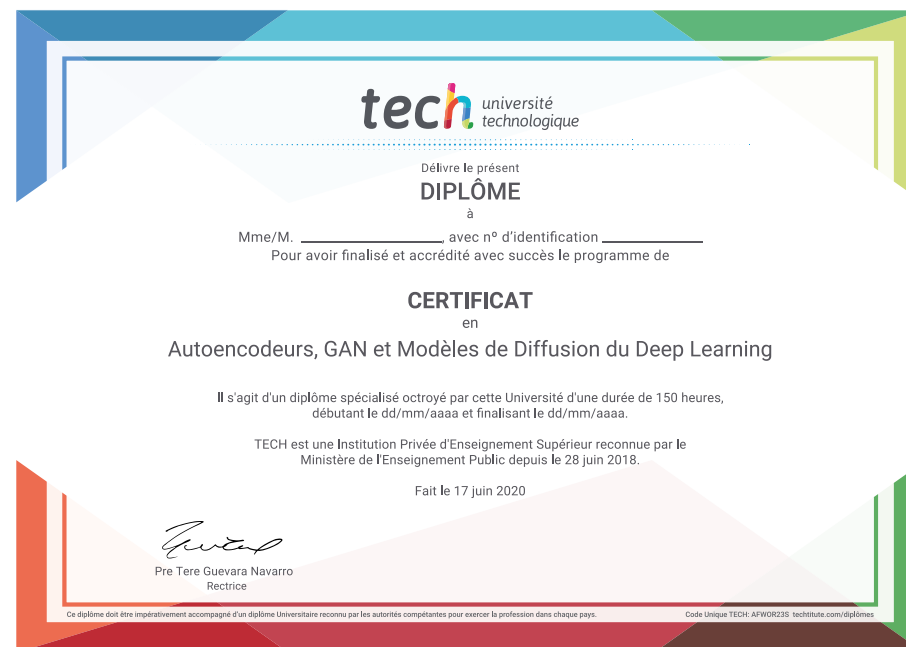 tech université
technologique
Délivre le présent
DIPLÔME
à
Mme/M. ____________________, avec nº d'identification ______________
Pour avoir finalisé et accrédité avec succès le programme de
CERTIFICAT
en
Autoencodeurs, GAN et Modèles de Diffusion du Deep Learning
Il s'agit d'un diplôme spécialisé octroyé par cette Université d'une durée de 150 heures,
débutant le dd/mm/aaaa et finalisant le dd/mm/aaaa.
TECH est une Institution Privée d'Enseignement Supérieur reconnue par le
Ministère de l'Enseignement Public depuis le 28 juin 2018.
Fait le 17 juin 2020
Pre Tere Guevara Navarro
Rectrice
Ce diplôme doit être impérativement accompagné d'un diplôme Universitaire reconnu par les autorités compétantes pour exercer la profession dans chaque pays.
Code Unique TECH: AFWOR23S techtitute.com/diplômes